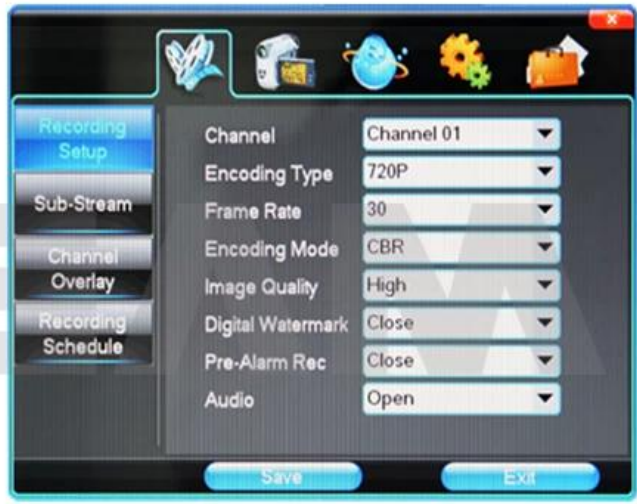 Recording
Setup
Sub-Stream
Channel
Overlay
Recording
Schedule
Channel Channel 01
Encoding Type 720P
Frame Rate 30
Encoding Mode CBR
Image Quality High
Digital Watermark Close
Pre-Alarm Rec Close
Audio Open
Save Exit